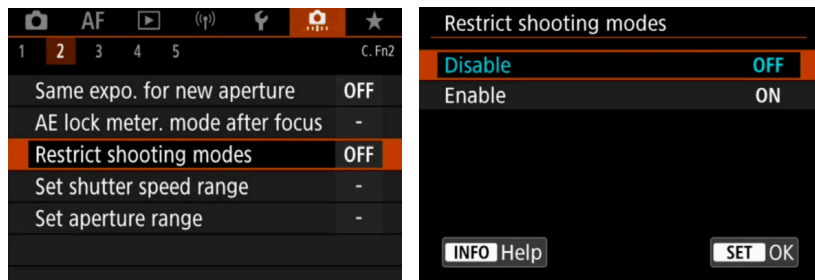 AF
1 2 3 4 5 C.Fn2
Same expo. for new aperture OFF
AE lock meter. mode after focus -
Restrict shooting modes OFF
Set shutter speed range -
Set aperture range -
Restrict shooting modes
Disable OFF
Enable ON
INFO Help SET OK